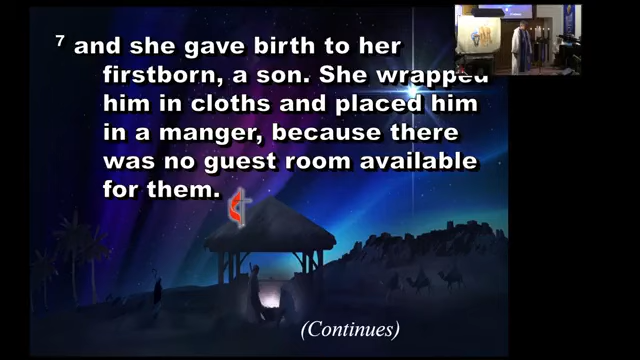 7 and she gave birth to her
firstborn, a son. She wrapped
him in cloths and placed him
in a manger, because there
was no guest room available
for them.
(Continues)